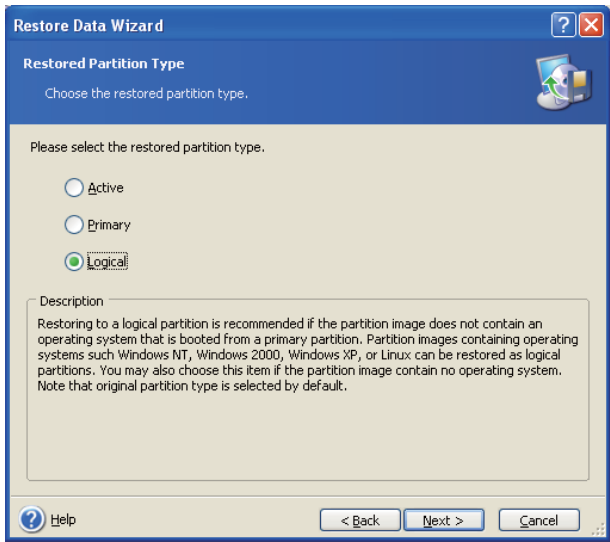 Restore Data Wizard
Restored Partition Type
Choose the restored partition type.
Please select the restored partition type.
Active
Primary
Logical
Description
Restoring to a logical partition is recommended if the partition image does not contain an
operating system that is booted from a primary partition. Partition images containing operating
systems such Windows NT, Windows 2000, Windows XP, or Linux can be restored as logical
partitions. You may also choose this item if the partition image contain no operating system.
Note that original partition type is selected by default.
Help
< Back
Next >
Cancel